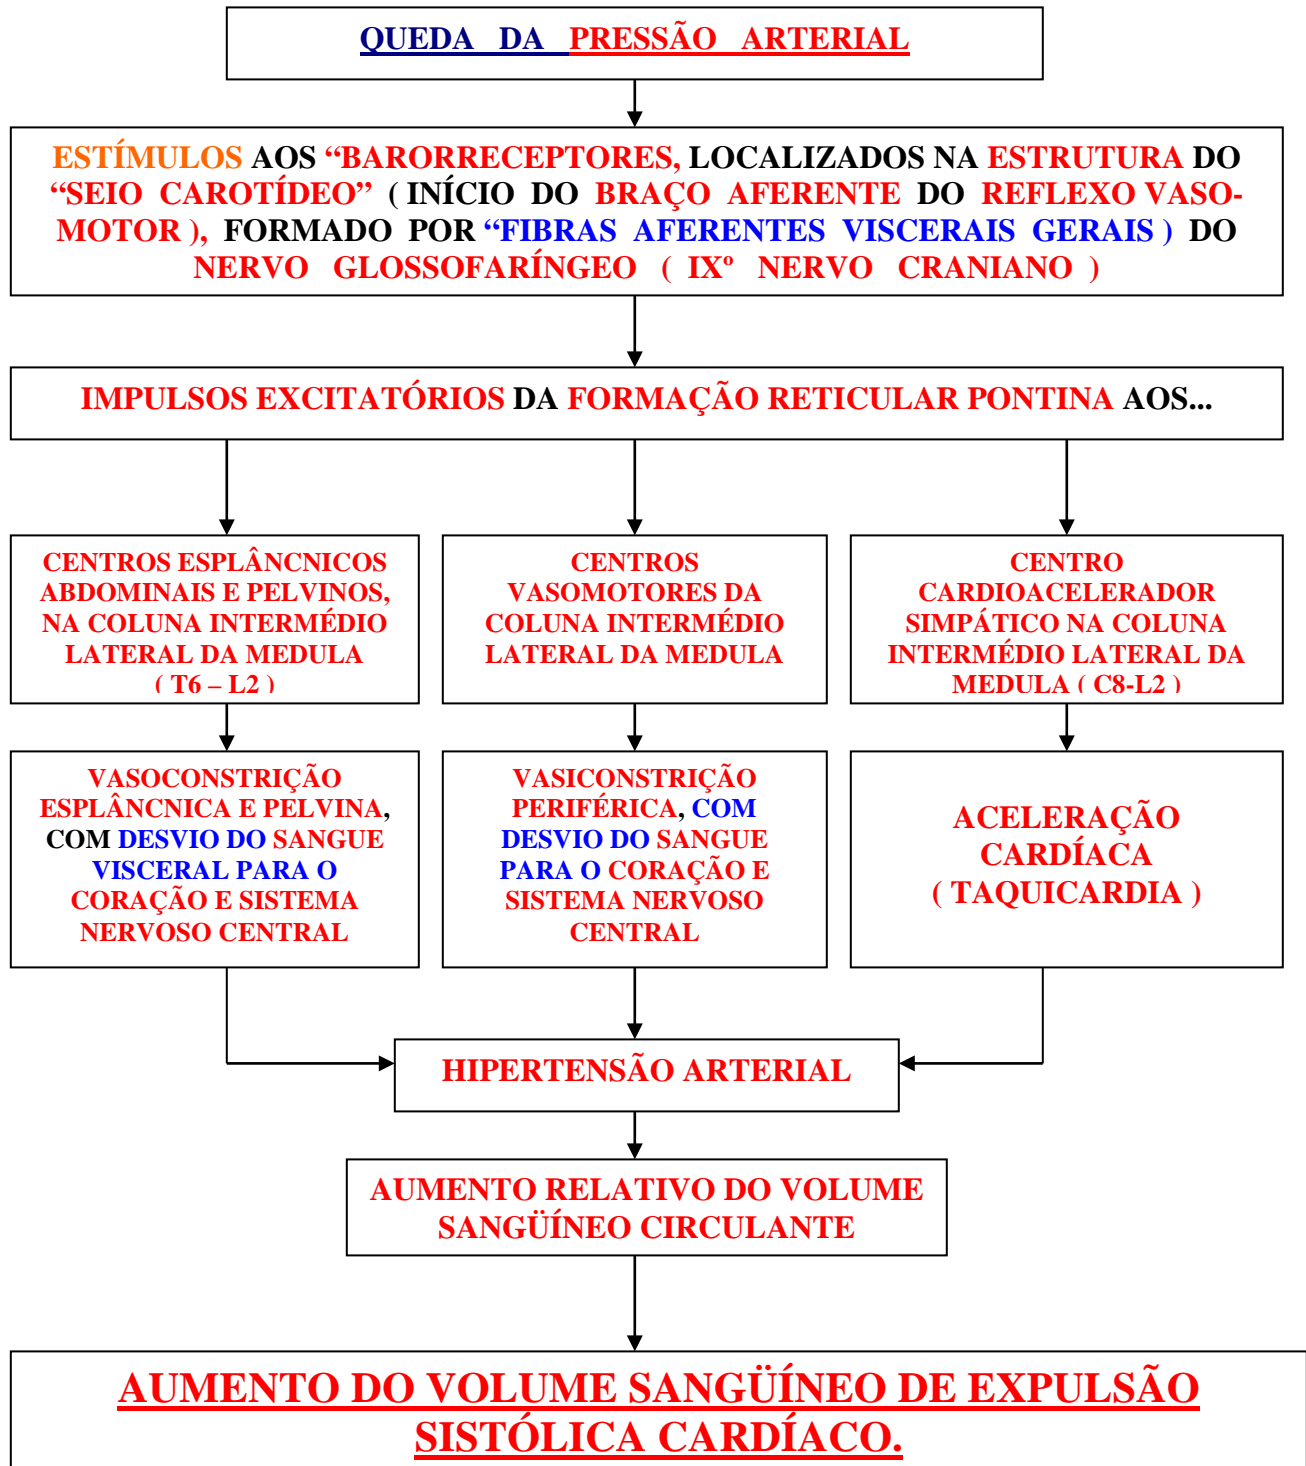 QUEDA DA PRESSÃO ARTERIAL
ESTÍMULOS AOS “BARORRECEPTORES, LOCALIZADOS NA ESTRUTURA DO
“SEIO CAROTÍDEO” ( INÍCIO DO BRAÇO AFERENTE DO REFLEXO VASO-
MOTOR ), FORMADO POR “FIBRAS AFERENTES VISCERAIS GERAIS ) DO
NERVO GLOSSOFARÍNGEO ( IXº NERVO CRANIANO )
IMPULSOS EXCITATÓRIOS DA FORMAÇÃO RETICULAR PONTINA AOS...
CENTROS ESPLÂNCNICOS
ABDOMINAIS E PELVINOS,
NA COLUNA INTERMÉDIO
LATERAL DA MEDULA
( T6 – L2 )
CENTROS
VASOMOTORES DA
COLUNA INTERMÉDIO
LATERAL DA MEDULA
CENTRO
CARDIOACELERADOR
SIMPÁTICO NA COLUNA
INTERMÉDIO LATERAL DA
MEDULA ( C8-L2 )
VASOCONSTRIÇÃO
ESPLÂNCNICA E PELVINA,
COM DESVIO DO SANGUE
VISCERAL PARA O
CORAÇÃO E SISTEMA
NERVOSO CENTRAL
VASICONSTRIÇÃO
PERIFÉRICA, COM
DESVIO DO SANGUE
PARA O CORAÇÃO E
SISTEMA NERVOSO
CENTRAL
ACELERAÇÃO
CARDÍACA
( TAQUICARDIA )
HIPERTENSÃO ARTERIAL
AUMENTO RELATIVO DO VOLUME
SANGÜÍNEO CIRCULANTE
AUMENTO DO VOLUME SANGÜÍNEO DE EXPULSÃO
SISTÓLICA CARDÍACO.